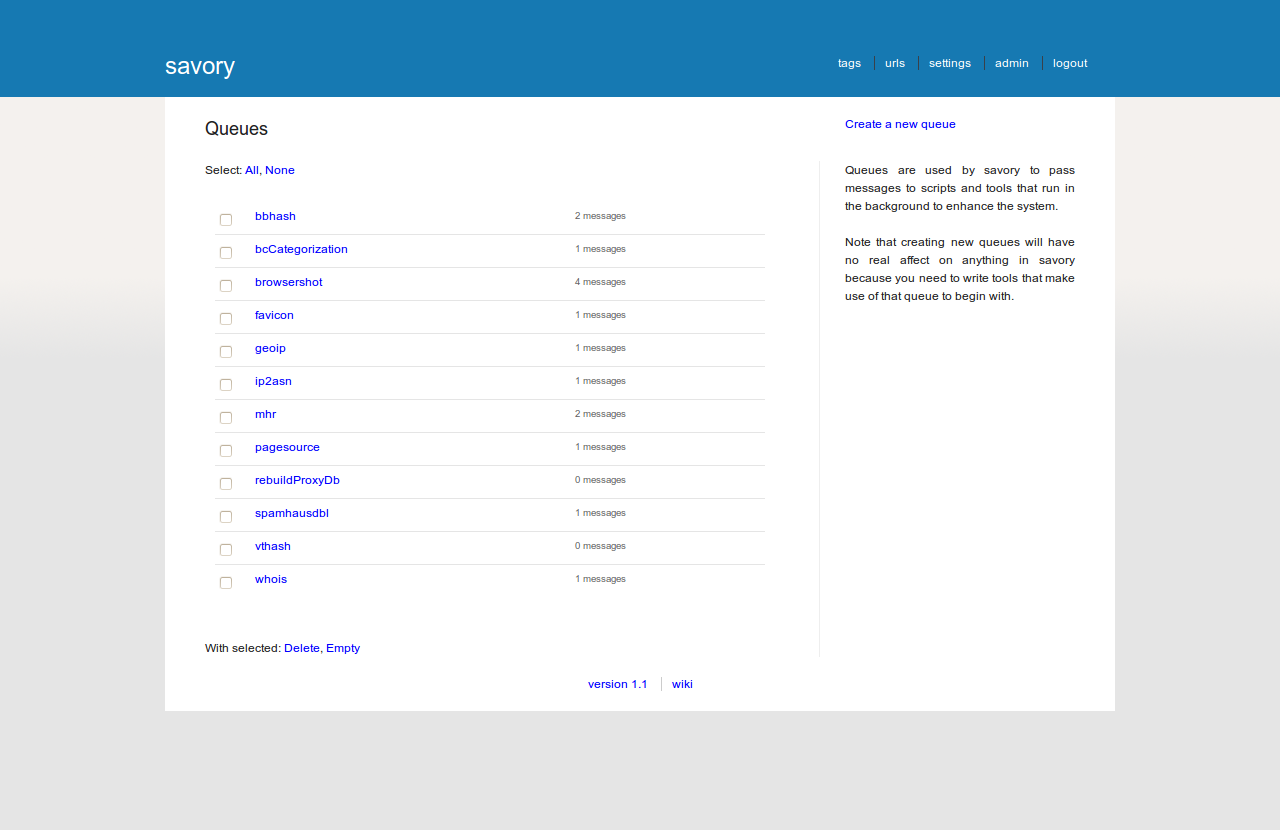 savory
tags urls settings admin logout
Queues
Create a new queue
Select: All, None
Queues are used by savory to pass
messages to scripts and tools that run in
the background to enhance the system.
Note that creating new queues will have
no real affect on anything in savory
because you need to write tools that make
use of that queue to begin with.
bbhash 2 messages
bcCategorization 1 messages
browsershot 4 messages
favicon 1 messages
geoip 1 messages
ip2asn 1 messages
mhr 2 messages
pagesource 1 messages
rebuildProxyDb 0 messages
spamhausdbl 1 messages
vthash 0 messages
whois 1 messages
With selected: Delete, Empty
version 1.1 wiki